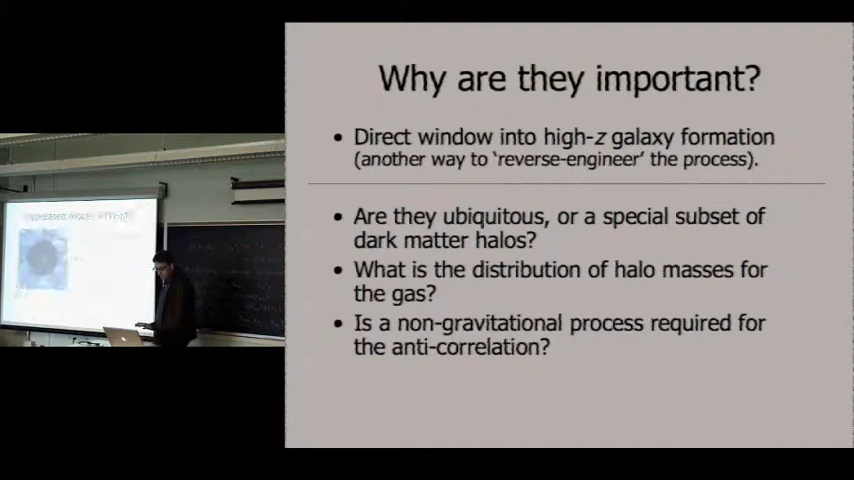 Why are they important?
• Direct window into high-z galaxy formation
(another way to ‘reverse-engineer’ the process).
• Are they ubiquitous, or a special subset of
dark matter halos?
• What is the distribution of halo masses for
the gas?
• Is a non-gravitational process required for
the anti-correlation?